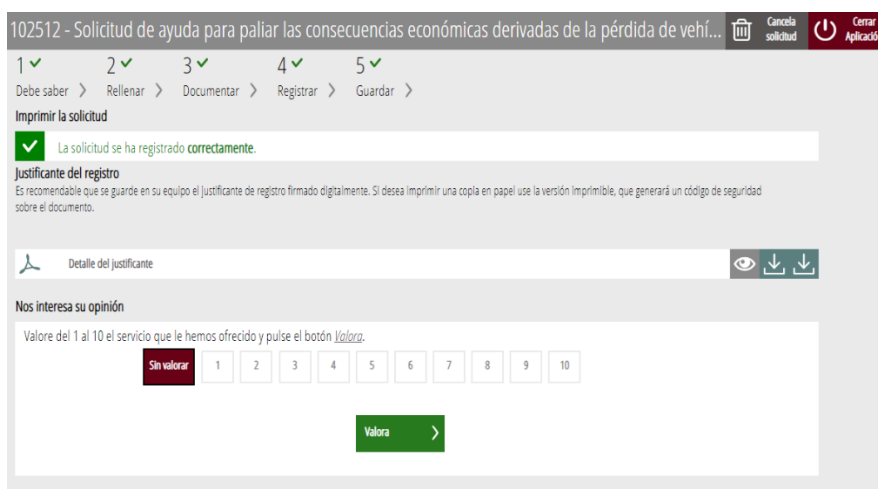 102512 - Solicitud de ayuda para paliar las consecuencias económicas derivadas de la pérdida de vehí...
Cancela
solicitud
Cerrar
Aplicació
1 2 3 4 5
Debe saber > Rellenar > Documentar > Registrar > Guardar >
Imprimir la solicitud
La solicitud se ha registrado correctamente.
Justificante del registro
Es recomendable que se guarde en su equipo el justificante de registro firmado digitalmente. Si desea imprimir una copia en papel use la versión imprimible, que generará un código de seguridad
sobre el documento.
Detalle del justificante
Nos interesa su opinión
Valore del 1 al 10 el servicio que le hemos ofrecido y pulse el botón Valora.
Sin valorar 1 2 3 4 5 6 7 8 9 10
Valora